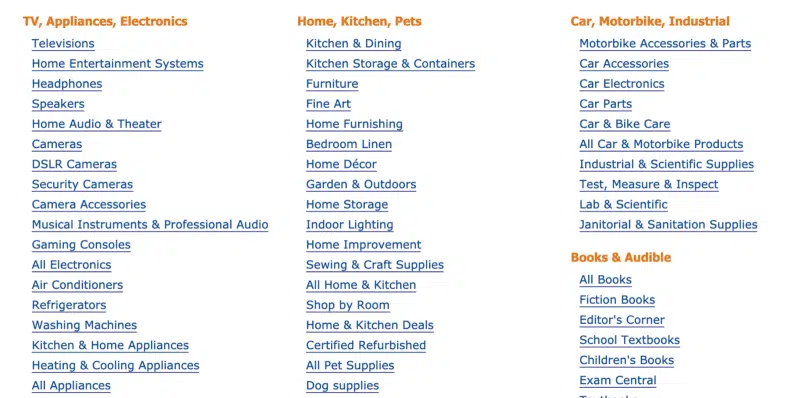 TV, Appliances, Electronics
Televisions
Home Entertainment Systems
Headphones
Speakers
Home Audio & Theater
Cameras
DSLR Cameras
Security Cameras
Camera Accessories
Musical Instruments & Professional Audio
Gaming Consoles
All Electronics
Air Conditioners
Refrigerators
Washing Machines
Kitchen & Home Appliances
Heating & Cooling Appliances
All Appliances
Home, Kitchen, Pets
Kitchen & Dining
Kitchen Storage & Containers
Furniture
Fine Art
Home Furnishing
Bedroom Linen
Home Décor
Garden & Outdoors
Home Storage
Indoor Lighting
Home Improvement
Sewing & Craft Supplies
All Home & Kitchen
Shop by Room
Home & Kitchen Deals
Certified Refurbished
All Pet Supplies
Dog supplies
Car, Motorbike, Industrial
Motorbike Accessories & Parts
Car Accessories
Car Electronics
Car Parts
Car & Bike Care
All Car & Motorbike Products
Industrial & Scientific Supplies
Test, Measure & Inspect
Lab & Scientific
Janitorial & Sanitation Supplies
Books & Audible
All Books
Fiction Books
Editor's Corner
School Textbooks
Children's Books
Exam Central